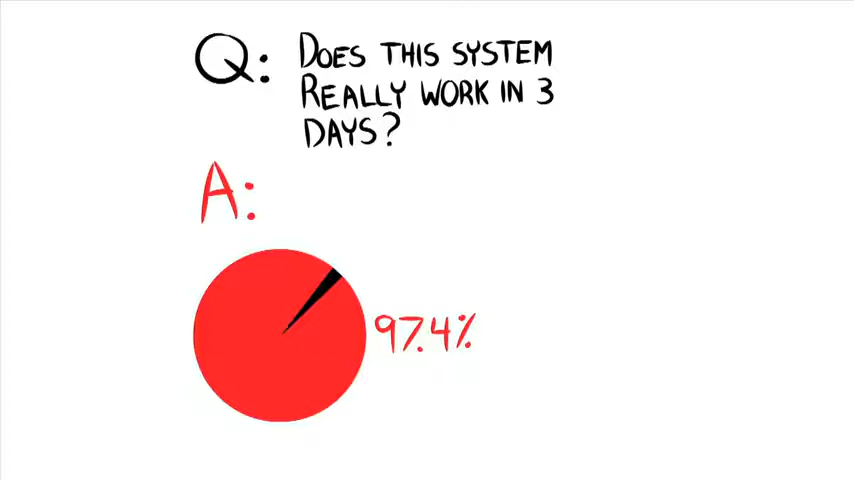 Q: DOES THIS SYSTEM
REALLY WORK IN 3
DAYS?
A:
97.4%